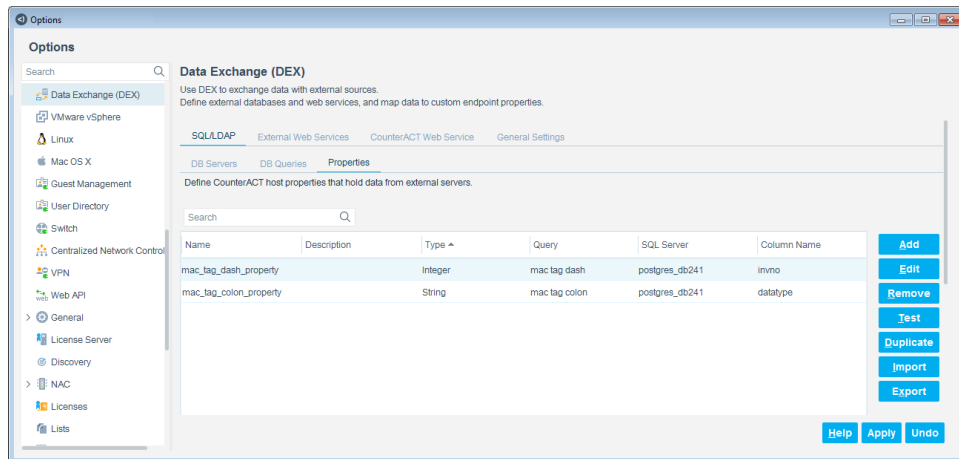 Options
Options
Search
Data Exchange (DEX)
VMware vSphere
Linux
Mac OS X
Guest Management
User Directory
Switch
Centralized Network Control
VPN
Web API
General
License Server
Discovery
NAC
Licenses
Lists
Data Exchange (DEX)
Use DEX to exchange data with external sources.
Define external databases and web services, and map data to custom endpoint properties.
SQL/LDAP External Web Services CounterACT Web Service General Settings
DB Servers DB Queries Properties
Define CounterACT host properties that hold data from external servers.
Search
Name Description Type Query SQL Server Column Name
mac_tag_dash_property Integer mac tag dash postgres_db241 invno
mac_tag_colon_property String mac tag colon postgres_db241 datatype
Add
Edit
Remove
Test
Duplicate
Import
Export
Help Apply Undo